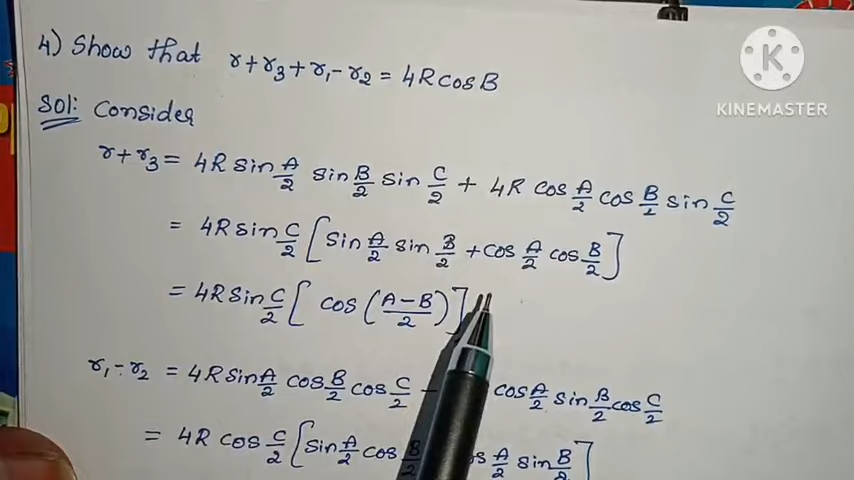 K
KINEMASTER
4) Show that r+r₃+r₁-r₂ = 4R cos B
Sol: Consider
r+r₃ = 4R sin A/2 sin B/2 sin C/2 + 4R cos A/2 cos B/2 sin C/2
= 4R sin C/2 [sin A/2 sin B/2 + cos A/2 cos B/2]
= 4R sin C/2 [cos (A-B/2)]
r₁-r₂ = 4R sin A/2 cos B/2 cos C/2 - cos A/2 sin B/2 cos C/2
= 4R cos C/2 [sin A/2 cos B/2 A/2 sin B/2]